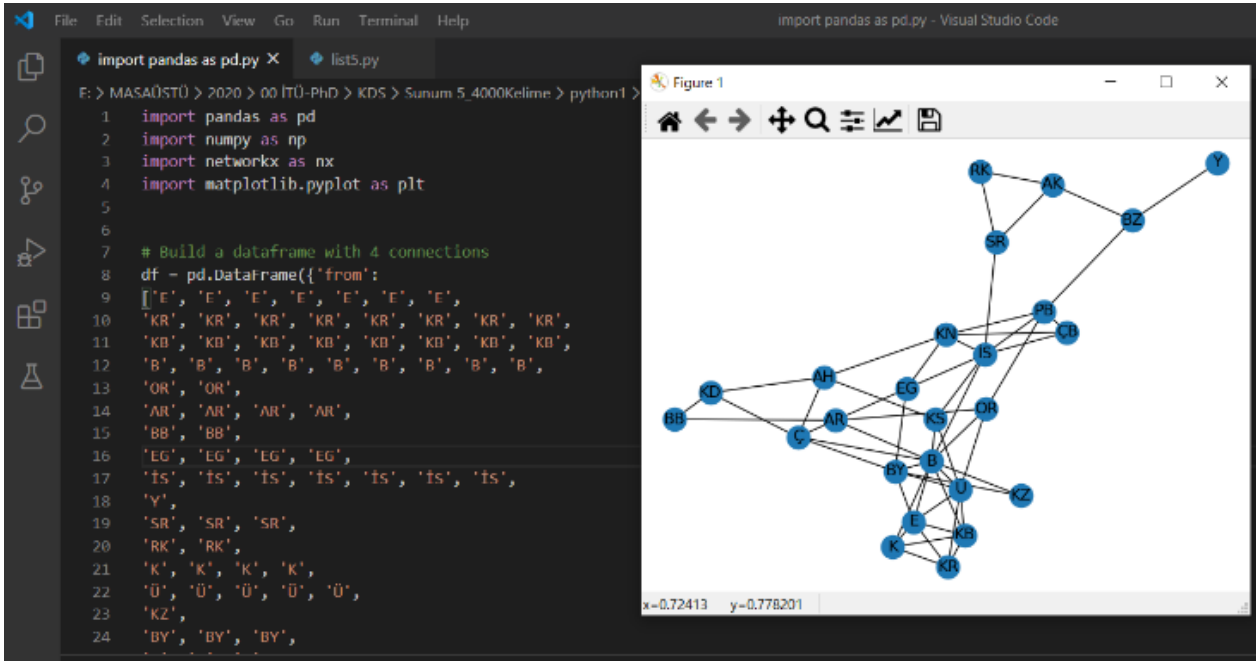 File Edit Selection View Go Run Terminal Help
import pandas as pd.py - Visual Studio Code
import pandas as pd.py
list5.py
E: > MASAÜSTÜ > 2020 > 00 İTÜ-PhD > KDS > Sunum 5_4000Kelime > python1 >
1 import pandas as pd
2 import numpy as np
3 import networkx as nx
4 import matplotlib.pyplot as plt
5
6
7 # Build a dataframe with 4 connections
8 df = pd.DataFrame({'from':
9 ['E', 'E', 'E', 'E', 'E', 'E', 'E',
10 'KR', 'KR', 'KR', 'KR', 'KR', 'KR', 'KR', 'KR',
11 'KB', 'KB', 'KB', 'KB', 'KB', 'KB', 'KB', 'KB',
12 'B', 'B', 'B', 'B', 'B', 'B', 'B', 'B', 'B',
13 'OR', 'OR',
14 'AR', 'AR', 'AR', 'AR',
15 'BB', 'BB',
16 'EG', 'EG', 'EG', 'EG',
17 'İS', 'İS', 'İS', 'İS', 'İS', 'İS', 'İS',
18 'Y',
19 'SR', 'SR', 'SR',
20 'RK', 'RK',
21 'K', 'K', 'K', 'K',
22 'Ü', 'Ü', 'Ü', 'Ü', 'Ü',
23 'KZ',
24 'BY', 'BY', 'BY',
Figure 1
Y
RK
AK
BZ
SR
PB
KN
ÇB
İS
AH
EG
KD
OR
BB
AR
KS
Ç
B
BY
Ü
KZ
E
KB
K
KR
x=0.72413 y=0.778201